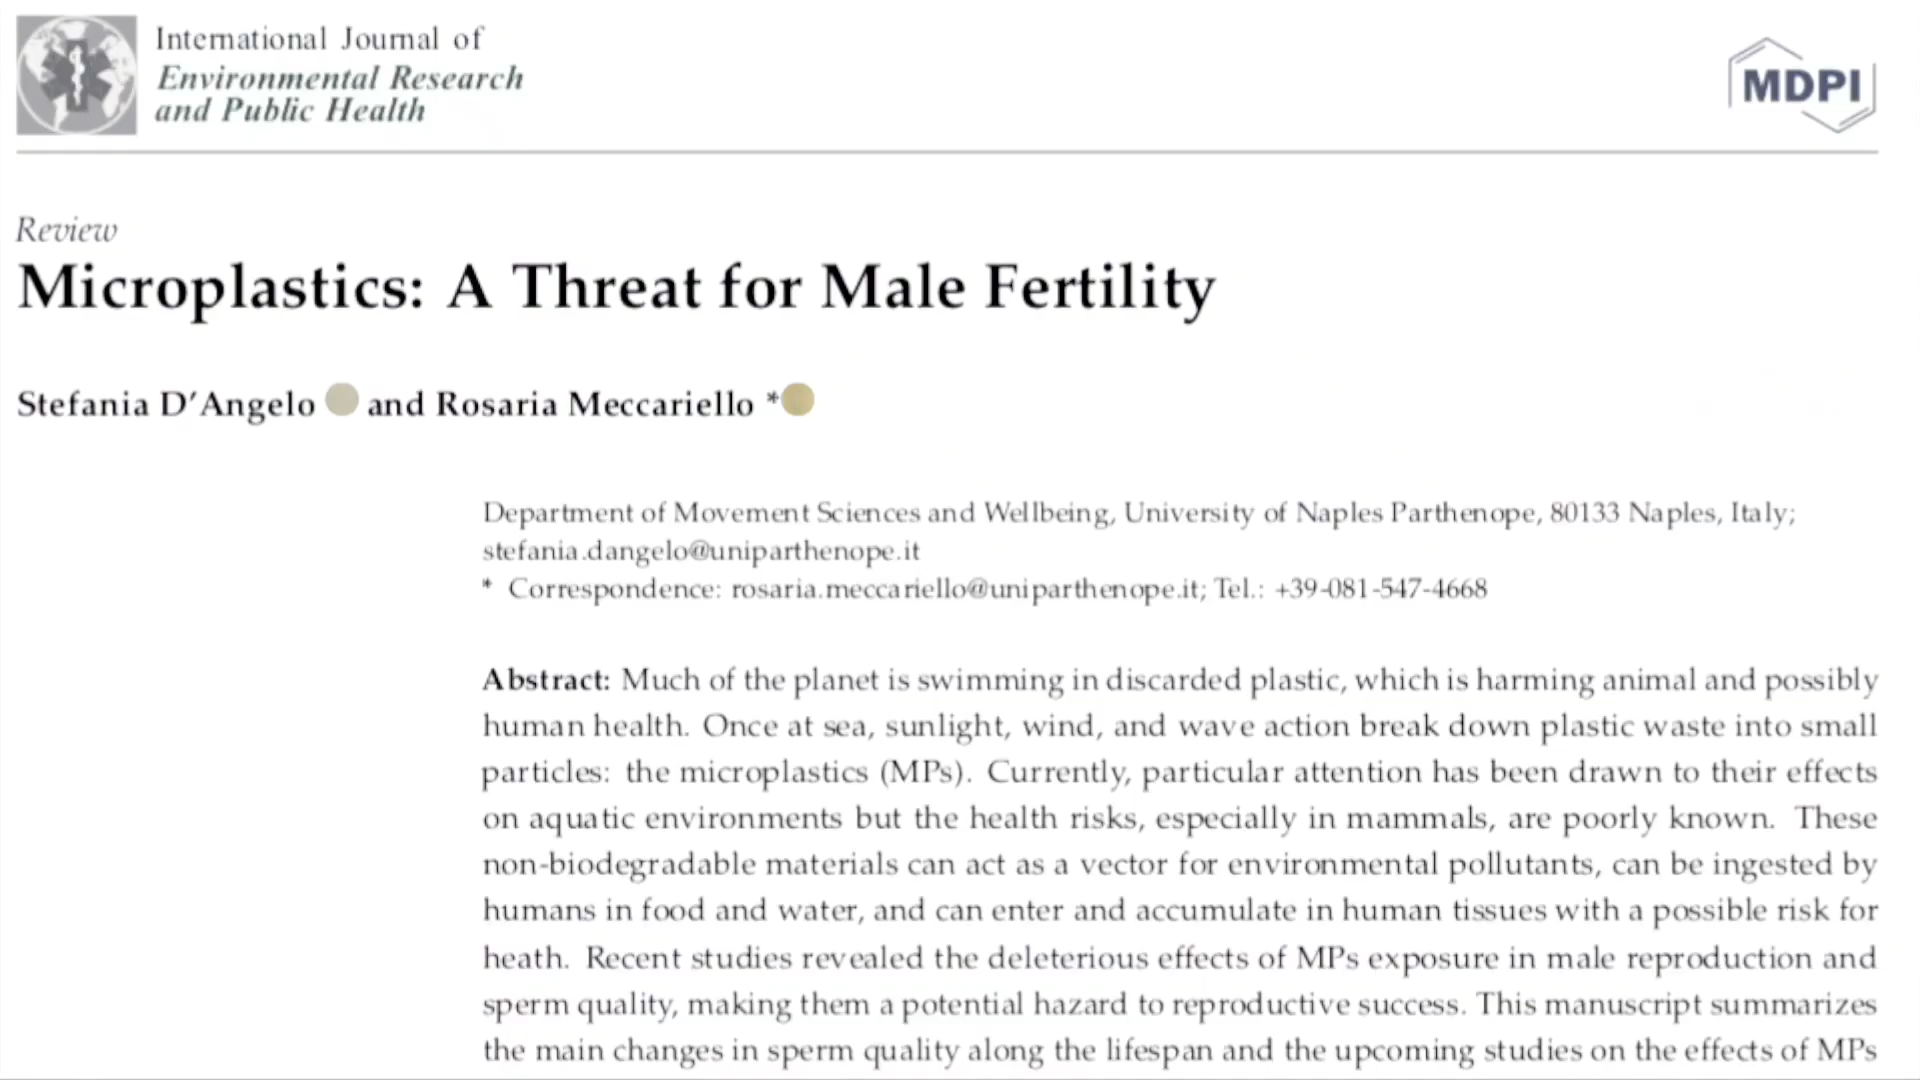 International Journal of
Environmental Research
and Public Health
MDPI
Review
Microplastics: A Threat for Male Fertility
Stefania D'Angelo and Rosaria Meccariello *
Department of Movement Sciences and Wellbeing, University of Naples Parthenope, 80133 Naples, Italy;
stefania.dangelo@uniparthenope.it
* Correspondence: rosaria.meccariello@uniparthenope.it; Tel.: +39-081-547-4668
Abstract: Much of the planet is swimming in discarded plastic, which is harming animal and possibly
human health. Once at sea, sunlight, wind, and wave action break down plastic waste into small
particles: the microplastics (MPs). Currently, particular attention has been drawn to their effects
on aquatic environments but the health risks, especially in mammals, are poorly known. These
non-biodegradable materials can act as a vector for environmental pollutants, can be ingested by
humans in food and water, and can enter and accumulate in human tissues with a possible risk for
heath. Recent studies revealed the deleterious effects of MPs exposure in male reproduction and
sperm quality, making them a potential hazard to reproductive success. This manuscript summarizes
the main changes in sperm quality along the lifespan and the upcoming studies on the effects of MPs